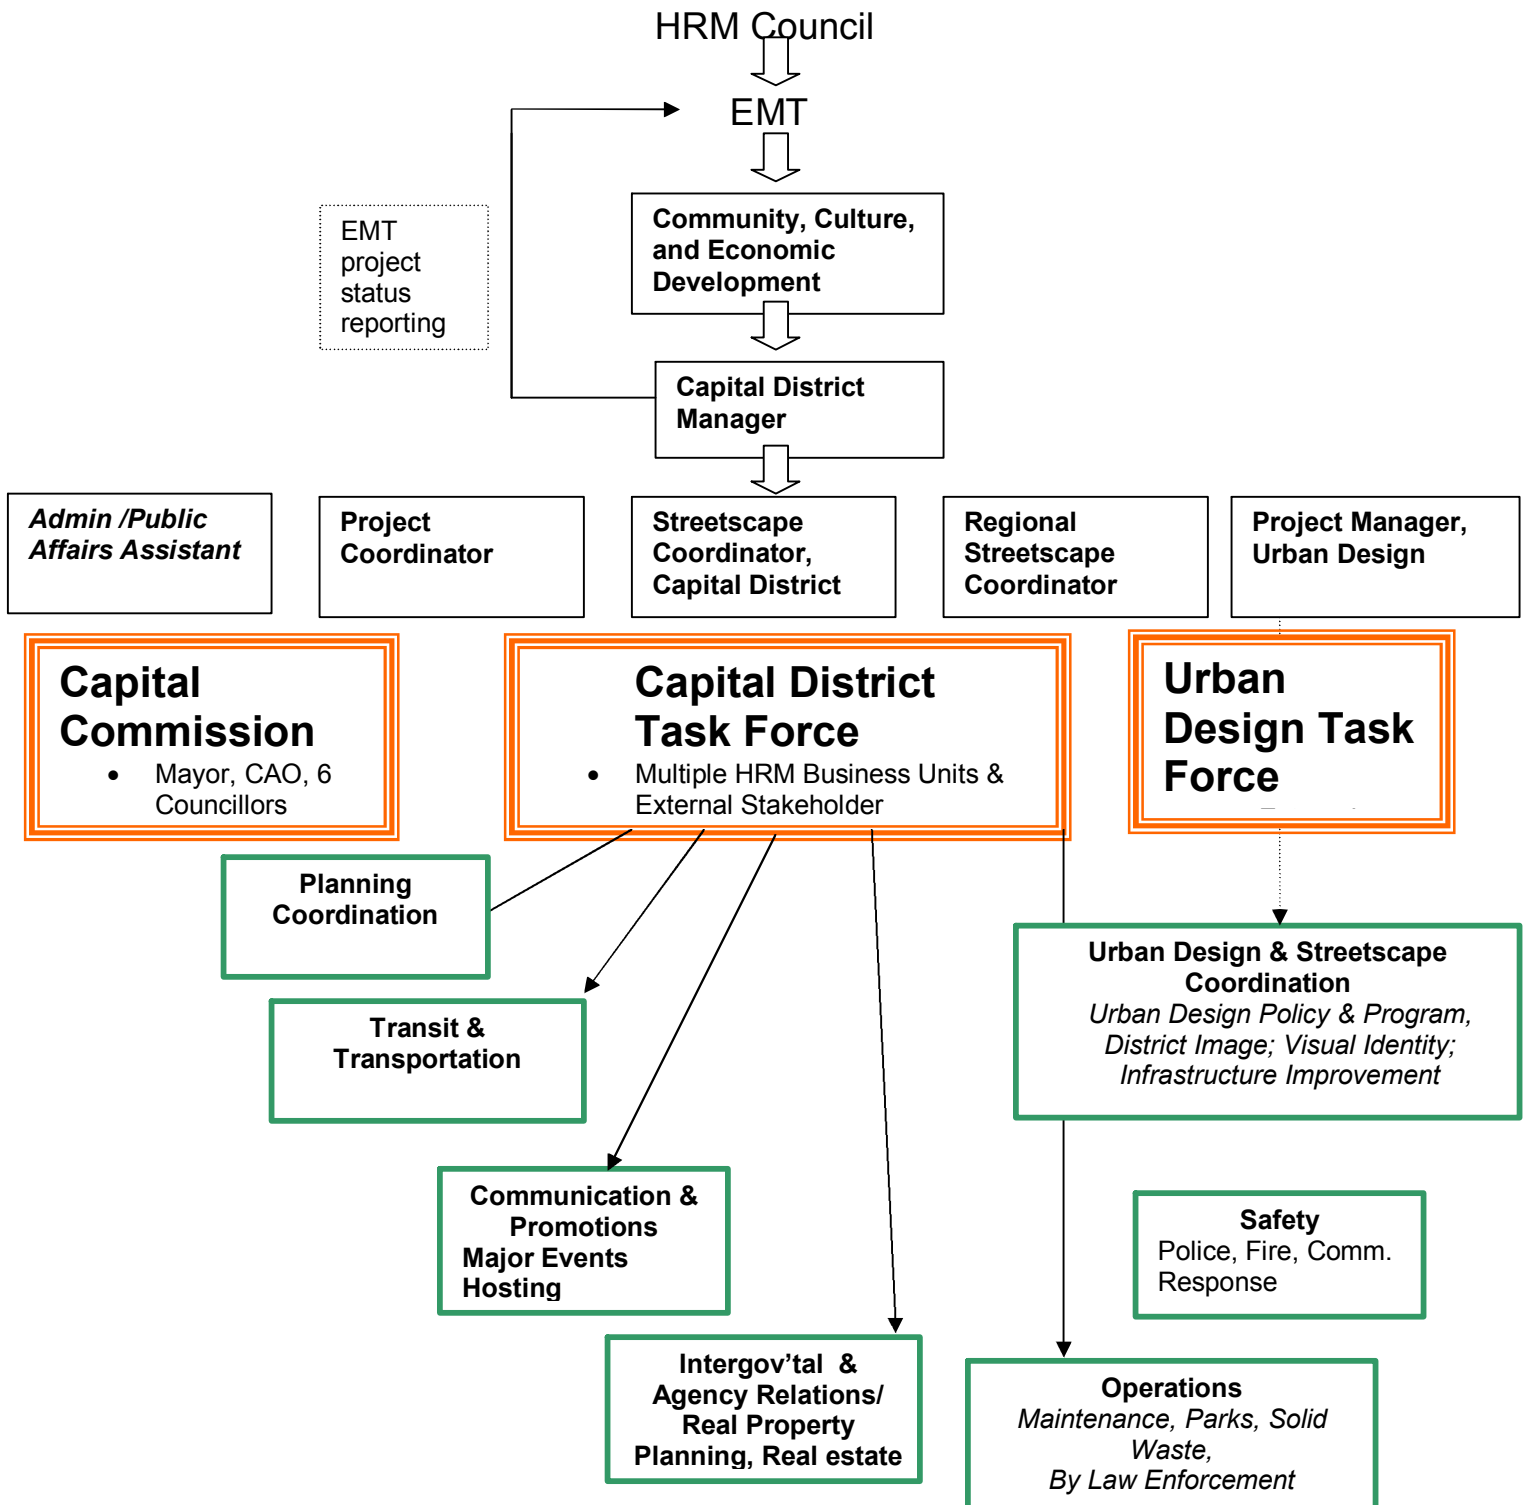 HRM Council
EMT
EMT
project
status
reporting
Community, Culture,
and Economic
Development
Capital District
Manager
Admin /Public
Affairs Assistant
Project
Coordinator
Streetscape
Coordinator,
Capital District
Regional
Streetscape
Coordinator
Project Manager,
Urban Design
Capital
Commission
• Mayor, CAO, 6
Councillors
Capital District
Task Force
• Multiple HRM Business Units &
External Stakeholder
Urban
Design Task
Force
Planning
Coordination
Transit &
Transportation
Communication &
Promotions
Major Events
Hosting
Intergov’tal & 
Agency Relations/
Real Property
Planning, Real estate
Urban Design & Streetscape
Coordination
Urban Design Policy & Program,
District Image; Visual Identity;
Infrastructure Improvement
Safety
Police, Fire, Comm.
Response
Operations
Maintenance, Parks, Solid
Waste,
By Law Enforcement